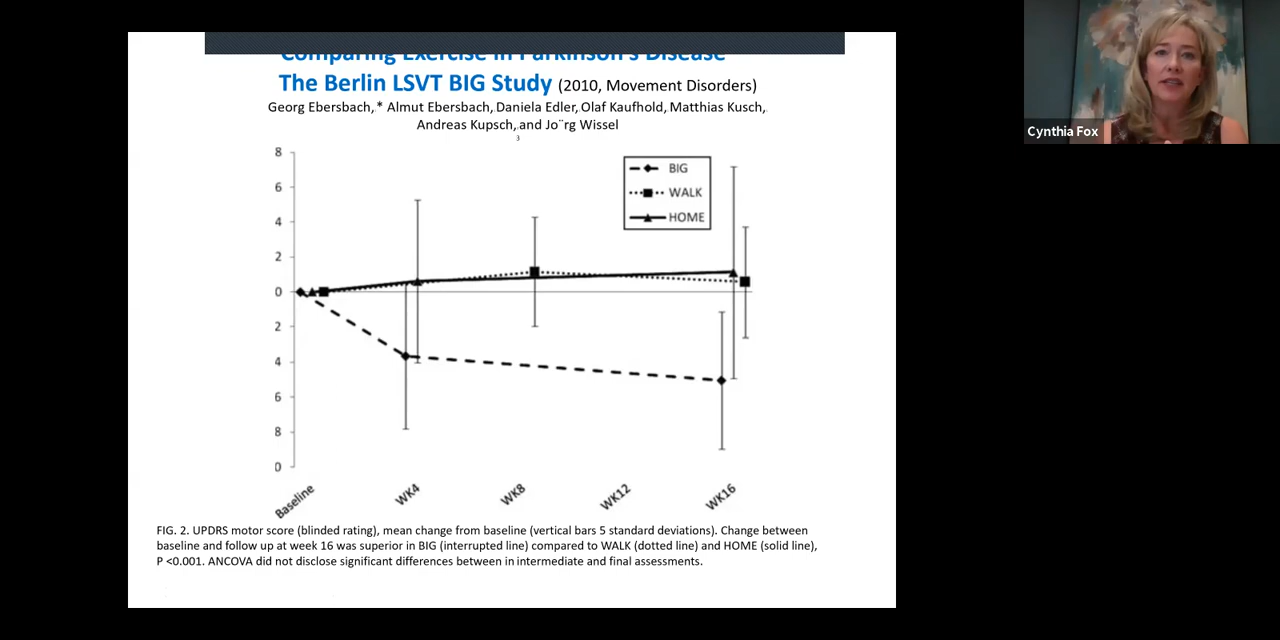 Comparing Exercise in Parkinson's Disease
The Berlin LSVT BIG Study (2010, Movement Disorders)
Georg Ebersbach,* Almut Ebersbach, Daniela Edler, Olaf Kaufhold, Matthias Kusch,
Andreas Kupsch, and Jo¨rg Wissel
3
8
6
4
2
0
2
4
6
8
0
BIG
WALK
HOME
Baseline
WK4
WK8
WK12
WK16
FIG. 2. UPDRS motor score (blinded rating), mean change from baseline (vertical bars 5 standard deviations). Change between
baseline and follow up at week 16 was superior in BIG (interrupted line) compared to WALK (dotted line) and HOME (solid line),
P <0.001. ANCOVA did not disclose significant differences between in intermediate and final assessments.
Cynthia Fox